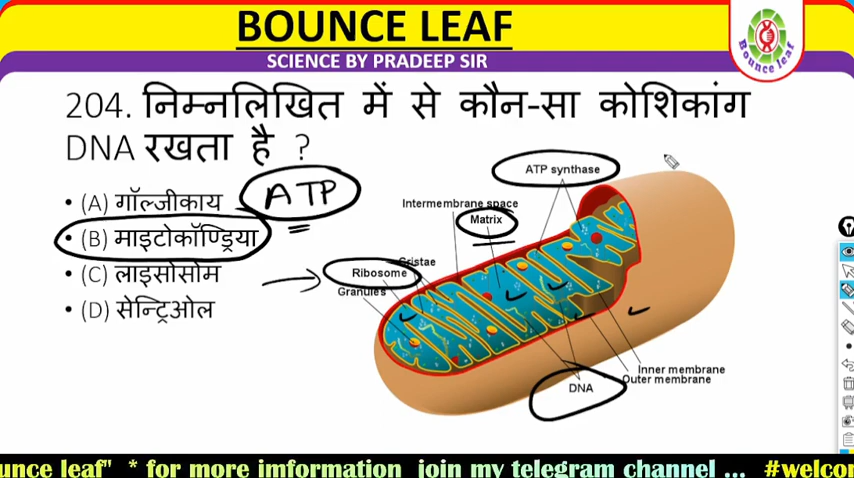 BOUNCE LEAF
SCIENCE BY PRADEEP SIR
Bounce leaf
204. निम्नलिखित में से कौन-सा कोशिकांग
DNA रखता है ?
• (A) गॉल्जीकाय
ATP
• (B) माइटोकॉण्ड्रिया
• (C) लाइसोसोम
• (D) सेन्ट्रिओल
ATP synthase
Intermembrane space
Matrix
Cristae
Ribosome
Granules
Inner membrane
Outer membrane
DNA
ounce leaf" * for more imformation join my telegram channel ... #welcom